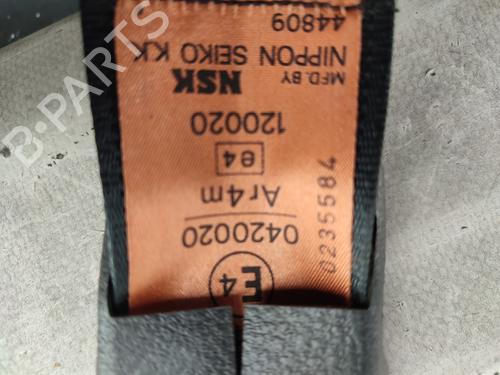 E4
0420020
Ar4m
e4
120020
NSK
MFD.BY
NIPPON SEIKO K.K
44809
0235584
B-PARTS